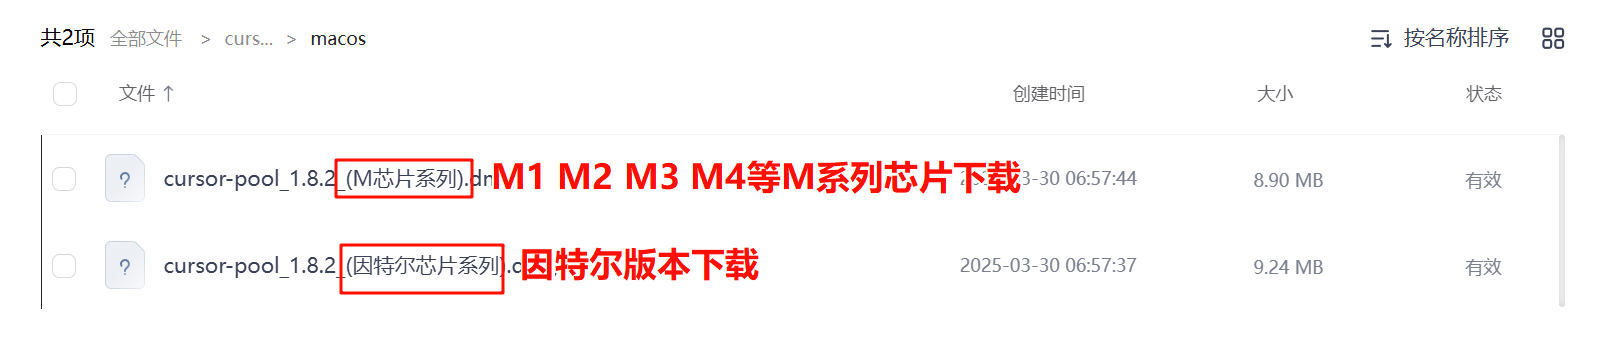 共2项 全部文件 > curs... > macos 按名称排序
文件 ↑ 创建时间 大小 状态
cursor-pool_1.8.2_(M芯片系列).dm M1 M2 M3 M4等M系列芯片下载 03-30 06:57:44 8.90 MB 有效
cursor-pool_1.8.2_(因特尔芯片系列).d 因特尔版本下载 2025-03-30 06:57:37 9.24 MB 有效